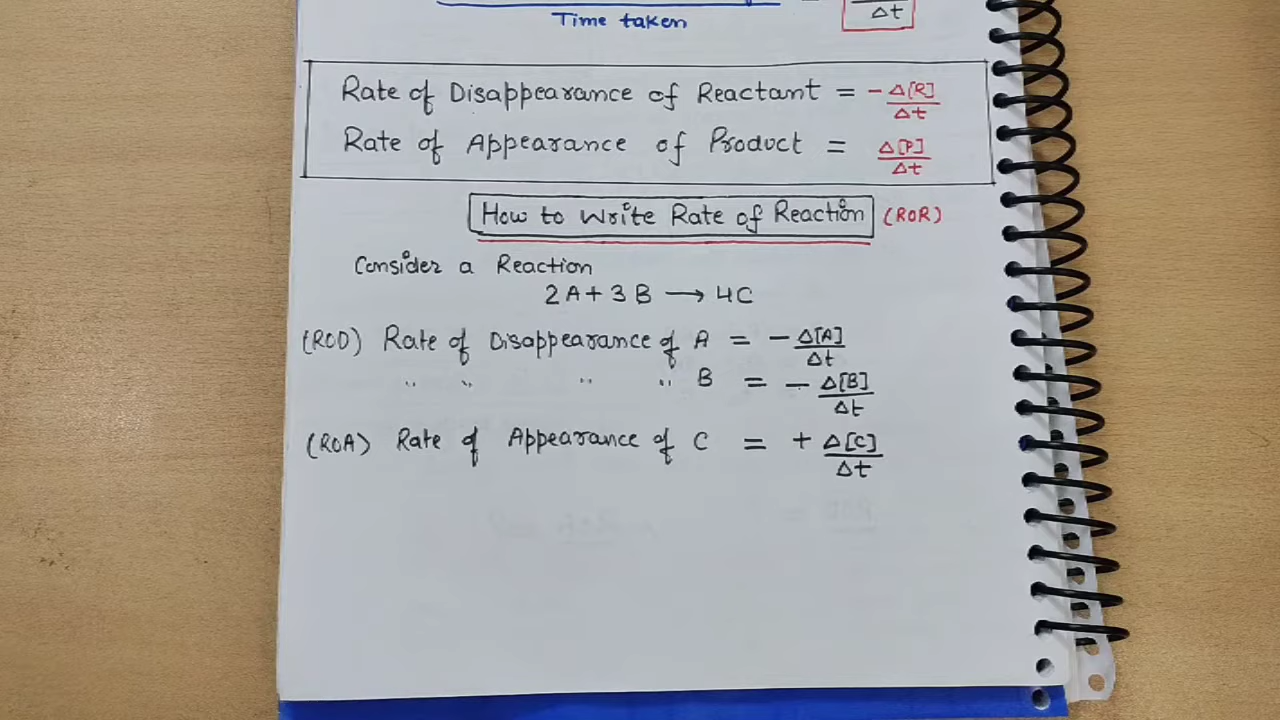 Time taken = Δt
Rate of Disappearance of Reactant = - Δ[R]/Δt
Rate of Appearance of Product = Δ[P]/Δt
How to Write Rate of Reaction (ROR)
Consider a Reaction
2A + 3B → 4C
(ROD) Rate of Disappearance of A = - Δ[A]/Δt
" " " " B = - Δ[B]/Δt
(ROA) Rate of Appearance of C = + Δ[C]/Δt